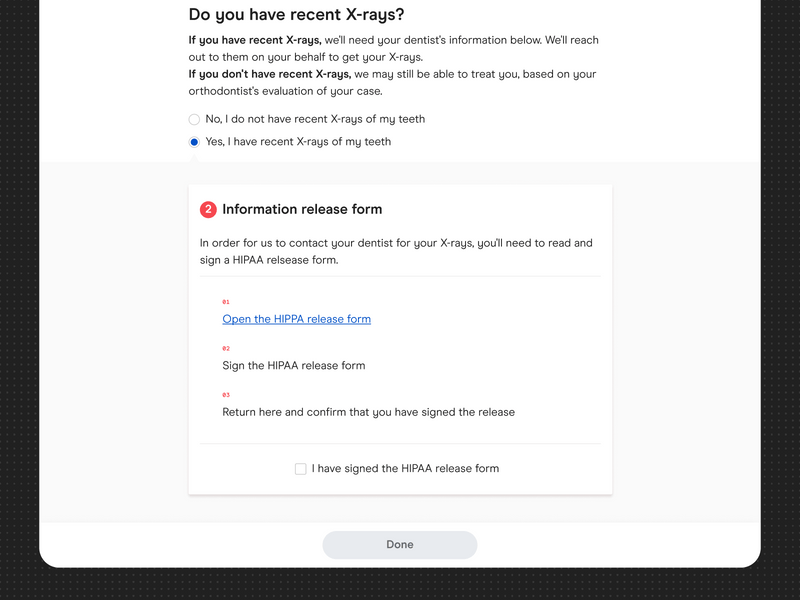 Do you have recent X-rays?
If you have recent X-rays, we'll need your dentist's information below. We'll reach
out to them on your behalf to get your X-rays.
If you don't have recent X-rays, we may still be able to treat you, based on your
orthodontist's evaluation of your case.
No, I do not have recent X-rays of my teeth
Yes, I have recent X-rays of my teeth
2 Information release form
In order for us to contact your dentist for your X-rays, you'll need to read and
sign a HIPAA relsease form.
01
Open the HIPPA release form
02
Sign the HIPAA release form
03
Return here and confirm that you have signed the release
I have signed the HIPAA release form
Done